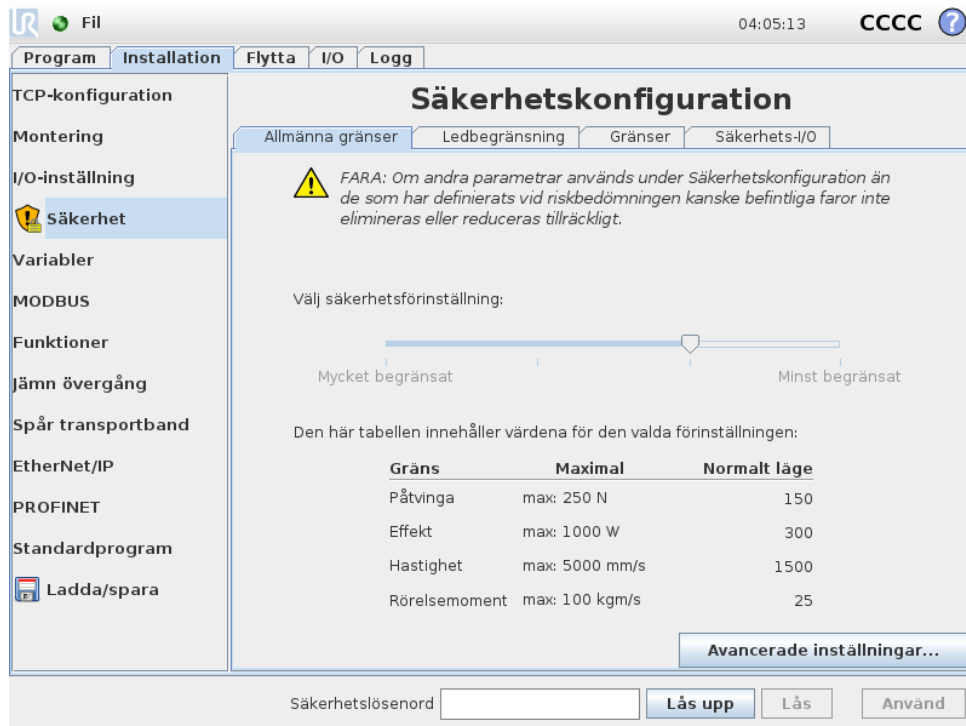 UR Fil 04:05:13 CCCC ?
Program Installation Flytta I/O Logg
TCP-konfiguration
Montering
I/O-inställning
Säkerhet
Variabler
MODBUS
Funktioner
Jämn övergång
Spår transportband
EtherNet/IP
PROFINET
Standardprogram
Ladda/spara
Säkerhetskonfiguration
Allmänna gränser Ledbegränsning Gränser Säkerhets-I/O
FARA: Om andra parametrar används under Säkerhetskonfiguration än
de som har definierats vid riskbedömningen kanske befintliga faror inte
elimineras eller reduceras tillräckligt.
Välj säkerhetsförinställning:
Mycket begränsat Minst begränsat
Den här tabellen innehåller värdena för den valda förinställningen:
Gräns Maximal Normalt läge
Påtvinga max: 250 N 150
Effekt max: 1000 W 300
Hastighet max: 5000 mm/s 1500
Rörelsemoment max: 100 kgm/s 25
Avancerade inställningar...
Säkerhetslösenord Lås upp Lås Använd